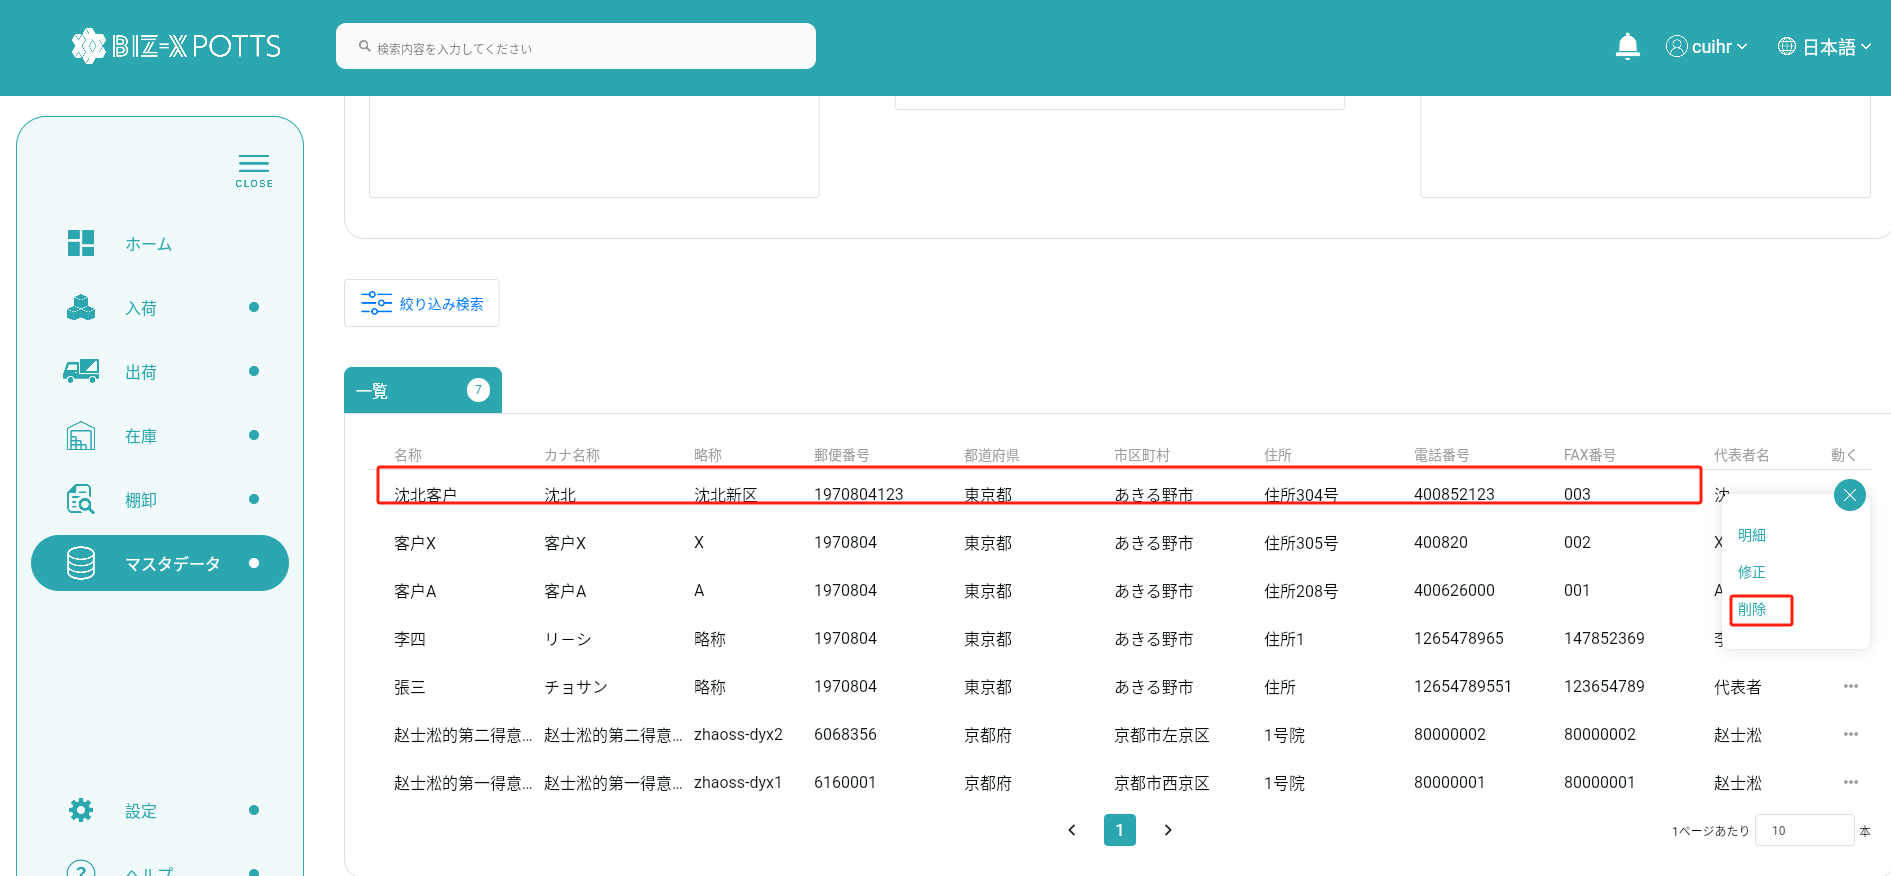 BIZ-X POTTS
検索内容を入力してください
cuihr
日本語
CLOSE
ホーム
入荷
出荷
在庫
棚卸
マスタデータ
設定
ヘルプ
絞り込み検索
一覧 7
名称 カナ名称 略称 郵便番号 都道府県 市区町村 住所 電話番号 FAX番号 代表者名 動く
沈北客户 沈北 沈北新区 1970804123 東京都 あきる野市 住所304号 400852123 003 沈
客户X 客户X X 1970804 東京都 あきる野市 住所305号 400820 002 X
客户A 客户A A 1970804 東京都 あきる野市 住所208号 400626000 001 A
李四 リーシ 略称 1970804 東京都 あきる野市 住所1 1265478965 147852369 李
張三 チョサン 略称 1970804 東京都 あきる野市 住所 12654789551 123654789 代表者 ...
赵士淞的第二得意... 赵士淞的第二得意... zhaoss-dyx2 6068356 京都府 京都市左京区 1号院 80000002 80000002 赵士淞 ...
赵士淞的第一得意... 赵士淞的第一得意... zhaoss-dyx1 6160001 京都府 京都市西京区 1号院 80000001 80000001 赵士淞 ...
明細
修正
削除
1
1ページあたり 10 本